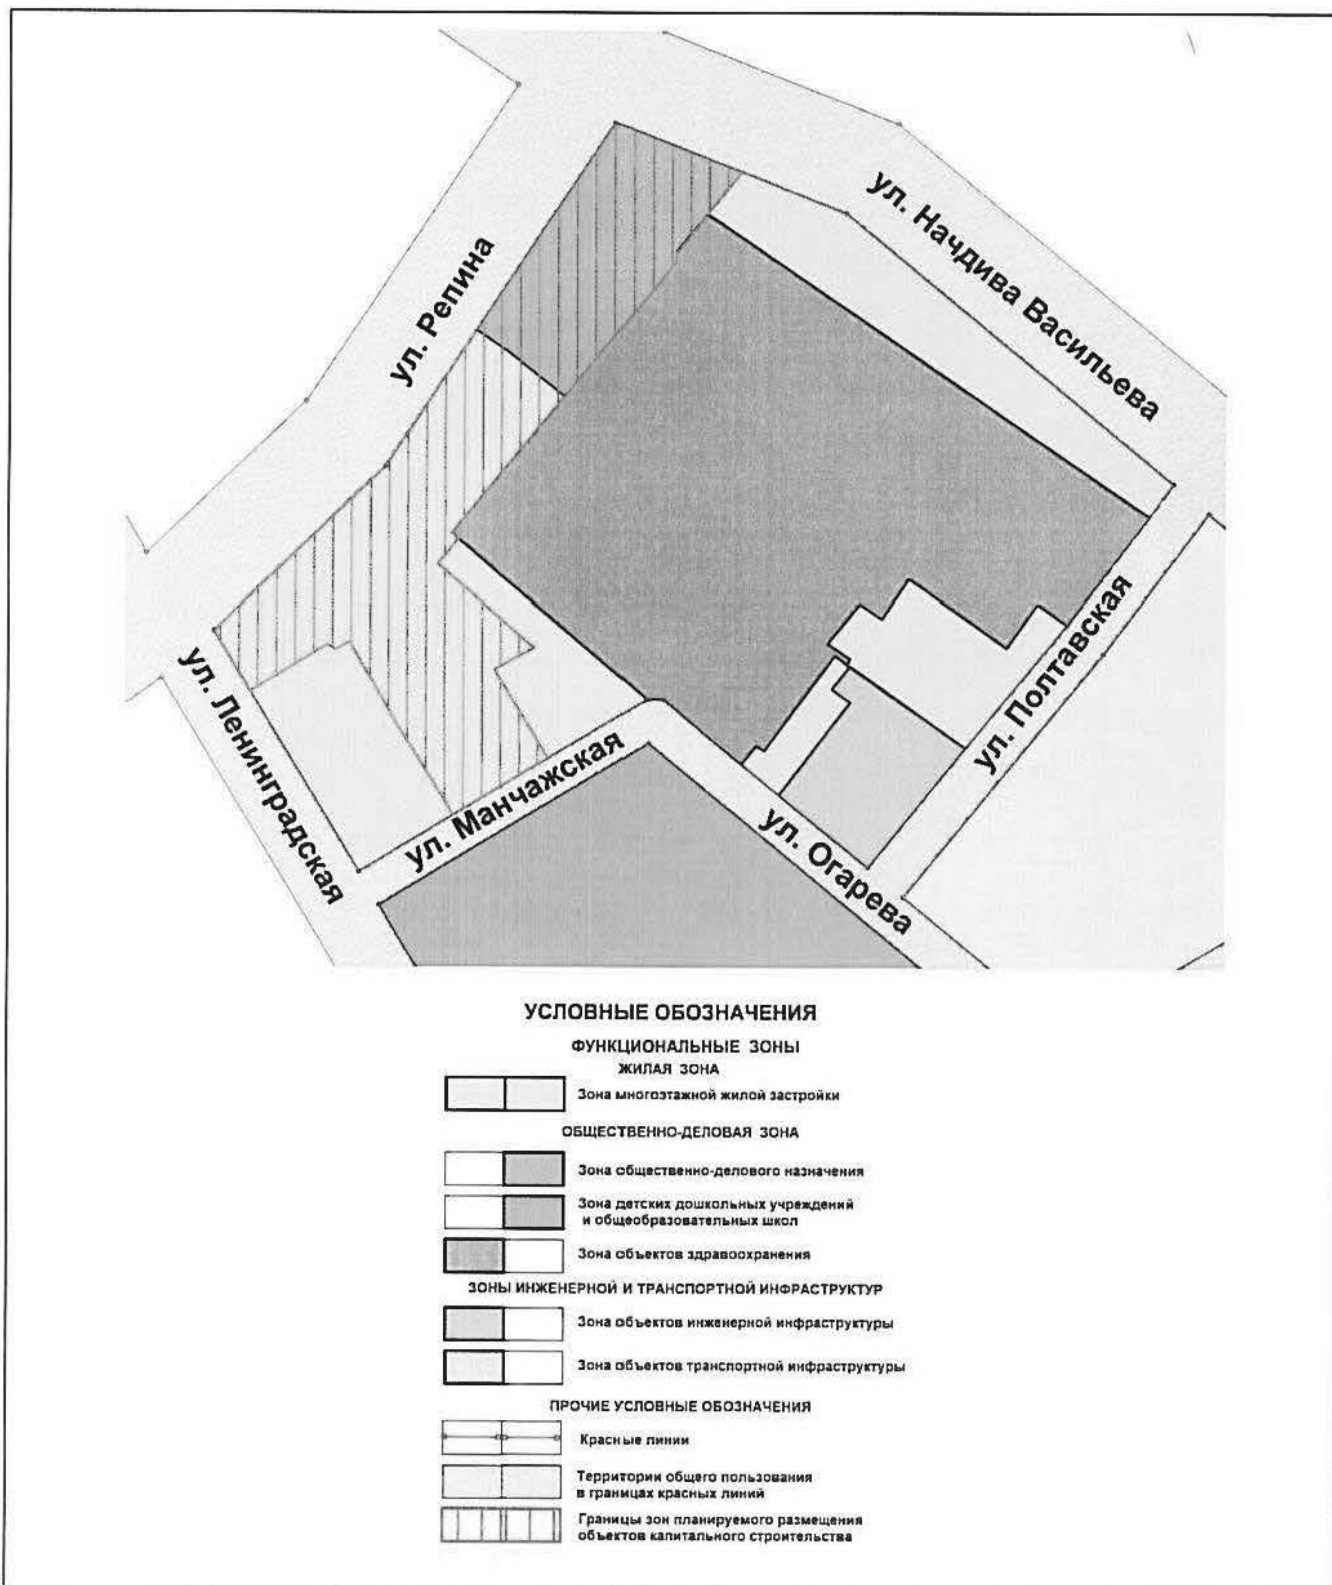 ул. Начдива Васильева
ул. Репина
ул. Полтавская
ул. Ленинградская
ул. Манчажская
ул. Огарева
УСЛОВНЫЕ ОБОЗНАЧЕНИЯ
ФУНКЦИОНАЛЬНЫЕ ЗОНЫ
ЖИЛАЯ ЗОНА
Зона многоэтажной жилой застройки
ОБЩЕСТВЕННО-ДЕЛОВАЯ ЗОНА
Зона общественно-делового назначения
Зона детских дошкольных учреждений
и общеобразовательных школ
Зона объектов здравоохранения
ЗОНЫ ИНЖЕНЕРНОЙ И ТРАНСПОРТНОЙ ИНФРАСТРУКТУР
Зона объектов инженерной инфраструктуры
Зона объектов транспортной инфраструктуры
ПРОЧИЕ УСЛОВНЫЕ ОБОЗНАЧЕНИЯ
Красные линии
Территории общего пользования
в границах красных линий
Границы зон планируемого размещения
объектов капитального строительства